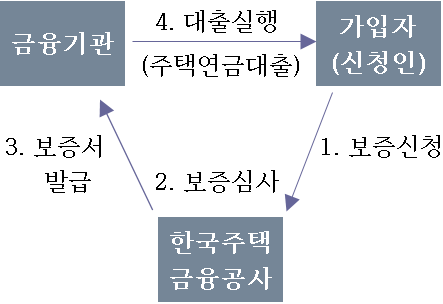 금융기관
4. 대출실행
(주택연금대출)
가입자
(신청인)
1. 보증신청
3. 보증서
발급
2. 보증심사
한국주택
금융공사